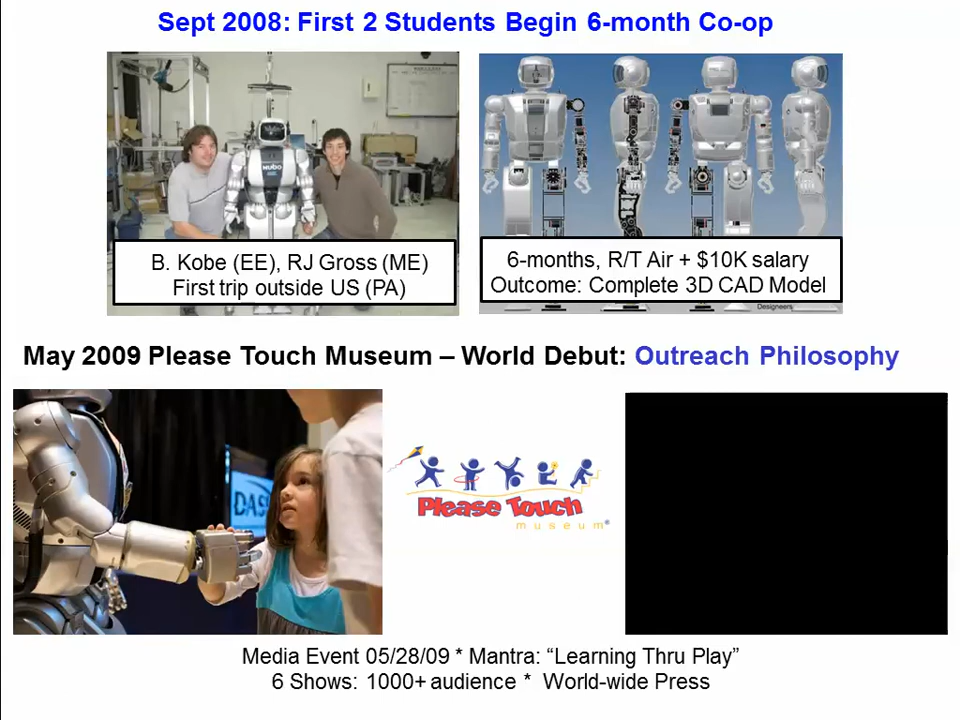 Sept 2008: First 2 Students Begin 6-month Co-op
HUBO
B. Kobe (EE), RJ Gross (ME)
First trip outside US (PA)
6-months, R/T Air + $10K salary
Outcome: Complete 3D CAD Model
Designeers
May 2009 Please Touch Museum – World Debut: Outreach Philosophy
DAS
Please Touch
museum®
Media Event 05/28/09 * Mantra: “Learning Thru Play”
6 Shows: 1000+ audience * World-wide Press